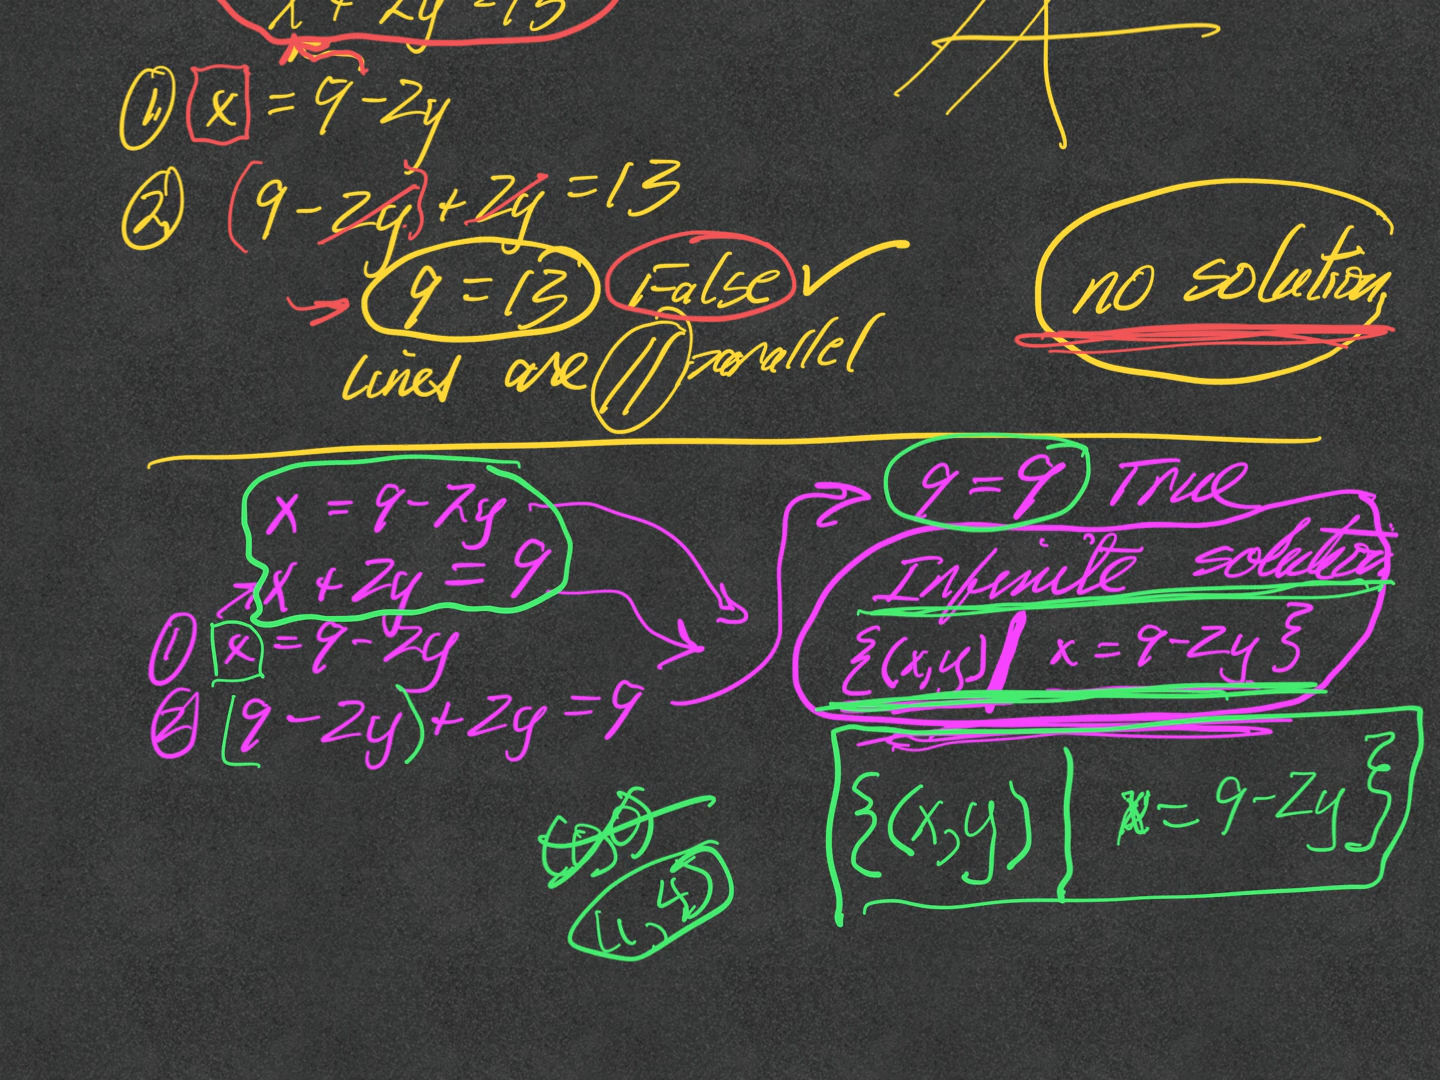 x + 2y = 13
① x = 9 - 2y
② (9 - 2y) + 2y = 13
9 = 13 False ✓
lines are // parallel
no solution
x = 9 - 2y
x + 2y = 9
① x = 9 - 2y
② (9 - 2y) + 2y = 9
9 = 9 True
Infinite solution
{(x,y) | x = 9 - 2y}
{(x,y) | x = 9 - 2y}
(1,4)